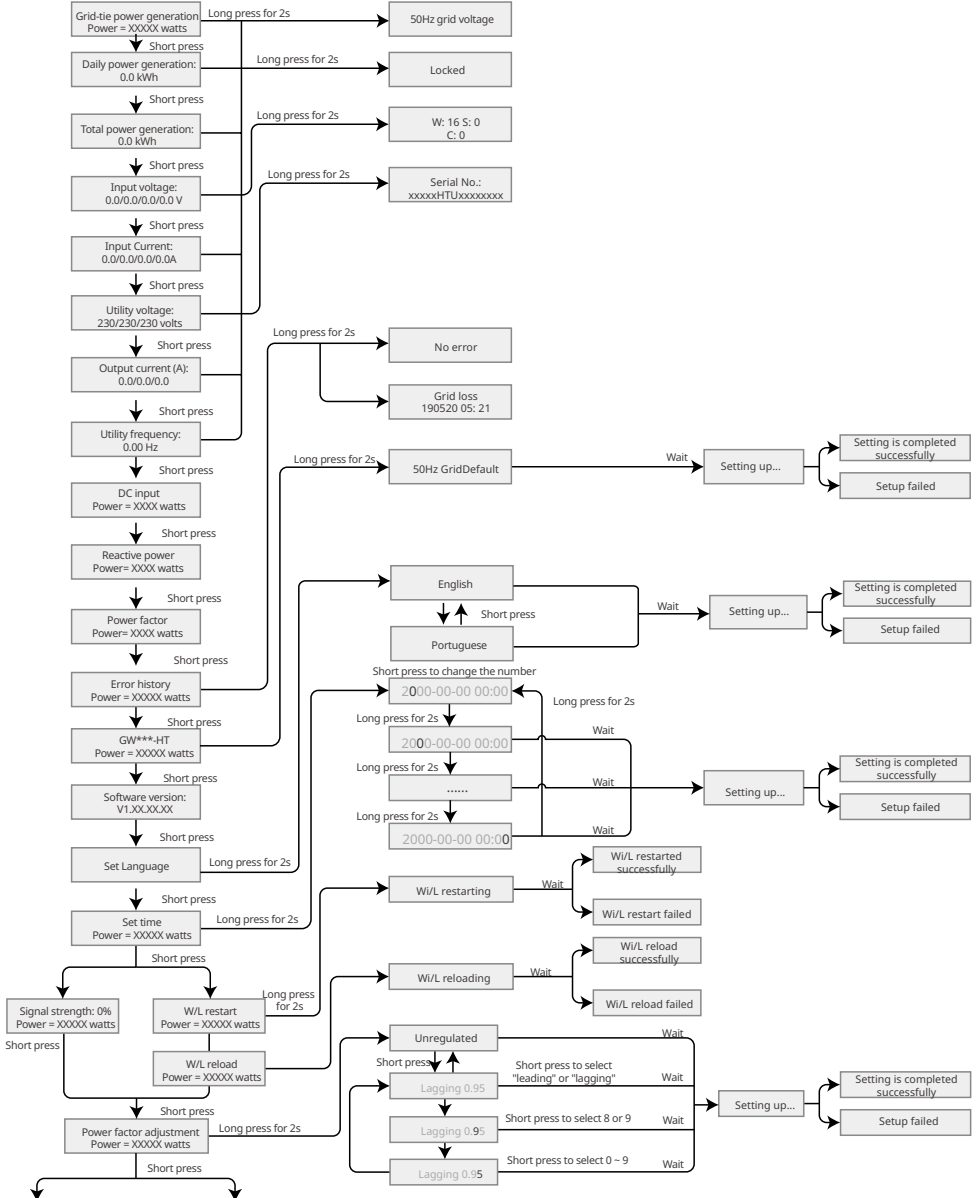 Grid-tie power generation
Power = XXXXX watts
Long press for 2s
50Hz grid voltage
Short press
Daily power generation:
0.0 kWh
Long press for 2s
Locked
Short press
Total power generation:
0.0 kWh
Long press for 2s
W: 16 S: 0
C: 0
Short press
Input voltage:
0.0/0.0/0.0/0.0 V
Long press for 2s
Serial No.:
xxxxxHTUxxxxxxxx
Short press
Input Current:
0.0/0.0/0.0/0.0A
Short press
Utility voltage:
230/230/230 volts
Short press
Output current (A):
0.0/0.0/0.0
Long press for 2s
No error
Grid loss
190520 05: 21
Short press
Utility frequency:
0.00 Hz
Short press
Long press for 2s
50Hz GridDefault
Wait
Setting up...
Setting is completed
successfully
Setup failed
DC input
Power = XXXX watts
Short press
Reactive power
Power= XXXX watts
Short press
Power factor
Power= XXXX watts
Short press
English
Short press
Portuguese
Wait
Setting up...
Setting is completed
successfully
Setup failed
Error history
Power = XXXXX watts
Short press
GW***-HT
Power = XXXXX watts
Short press
Software version:
V1.XX.XX.XX
Short press
Short press to change the number
2000-00-00 00:00
Long press for 2s
Long press for 2s
2000-00-00 00:00
Wait
Long press for 2s
......
Wait
Long press for 2s
2000-00-00 00:00
Wait
Setting up...
Setting is completed
successfully
Setup failed
Set Language
Long press for 2s
Short press
Set time
Power = XXXXX watts
Long press for 2s
Short press
Wi/L restarting
Wait
Wi/L restarted
successfully
Wi/L restart failed
Signal strength: 0%
Power = XXXXX watts
W/L restart
Power = XXXXX watts
Long press
for 2s
Wi/L reloading
Wait
Wi/L reload
successfully
Wi/L reload failed
Short press
W/L reload
Power = XXXXX watts
Short press
Power factor adjustment
Power = XXXXX watts
Long press for 2s
Short press
Unregulated
Wait
Short press
Short press to select
"leading" or "lagging"
Lagging 0.95
Wait
Short press to select 8 or 9
Lagging 0.95
Wait
Short press to select 0 ~ 9
Lagging 0.95
Wait
Setting up...
Setting is completed
successfully
Setup failed